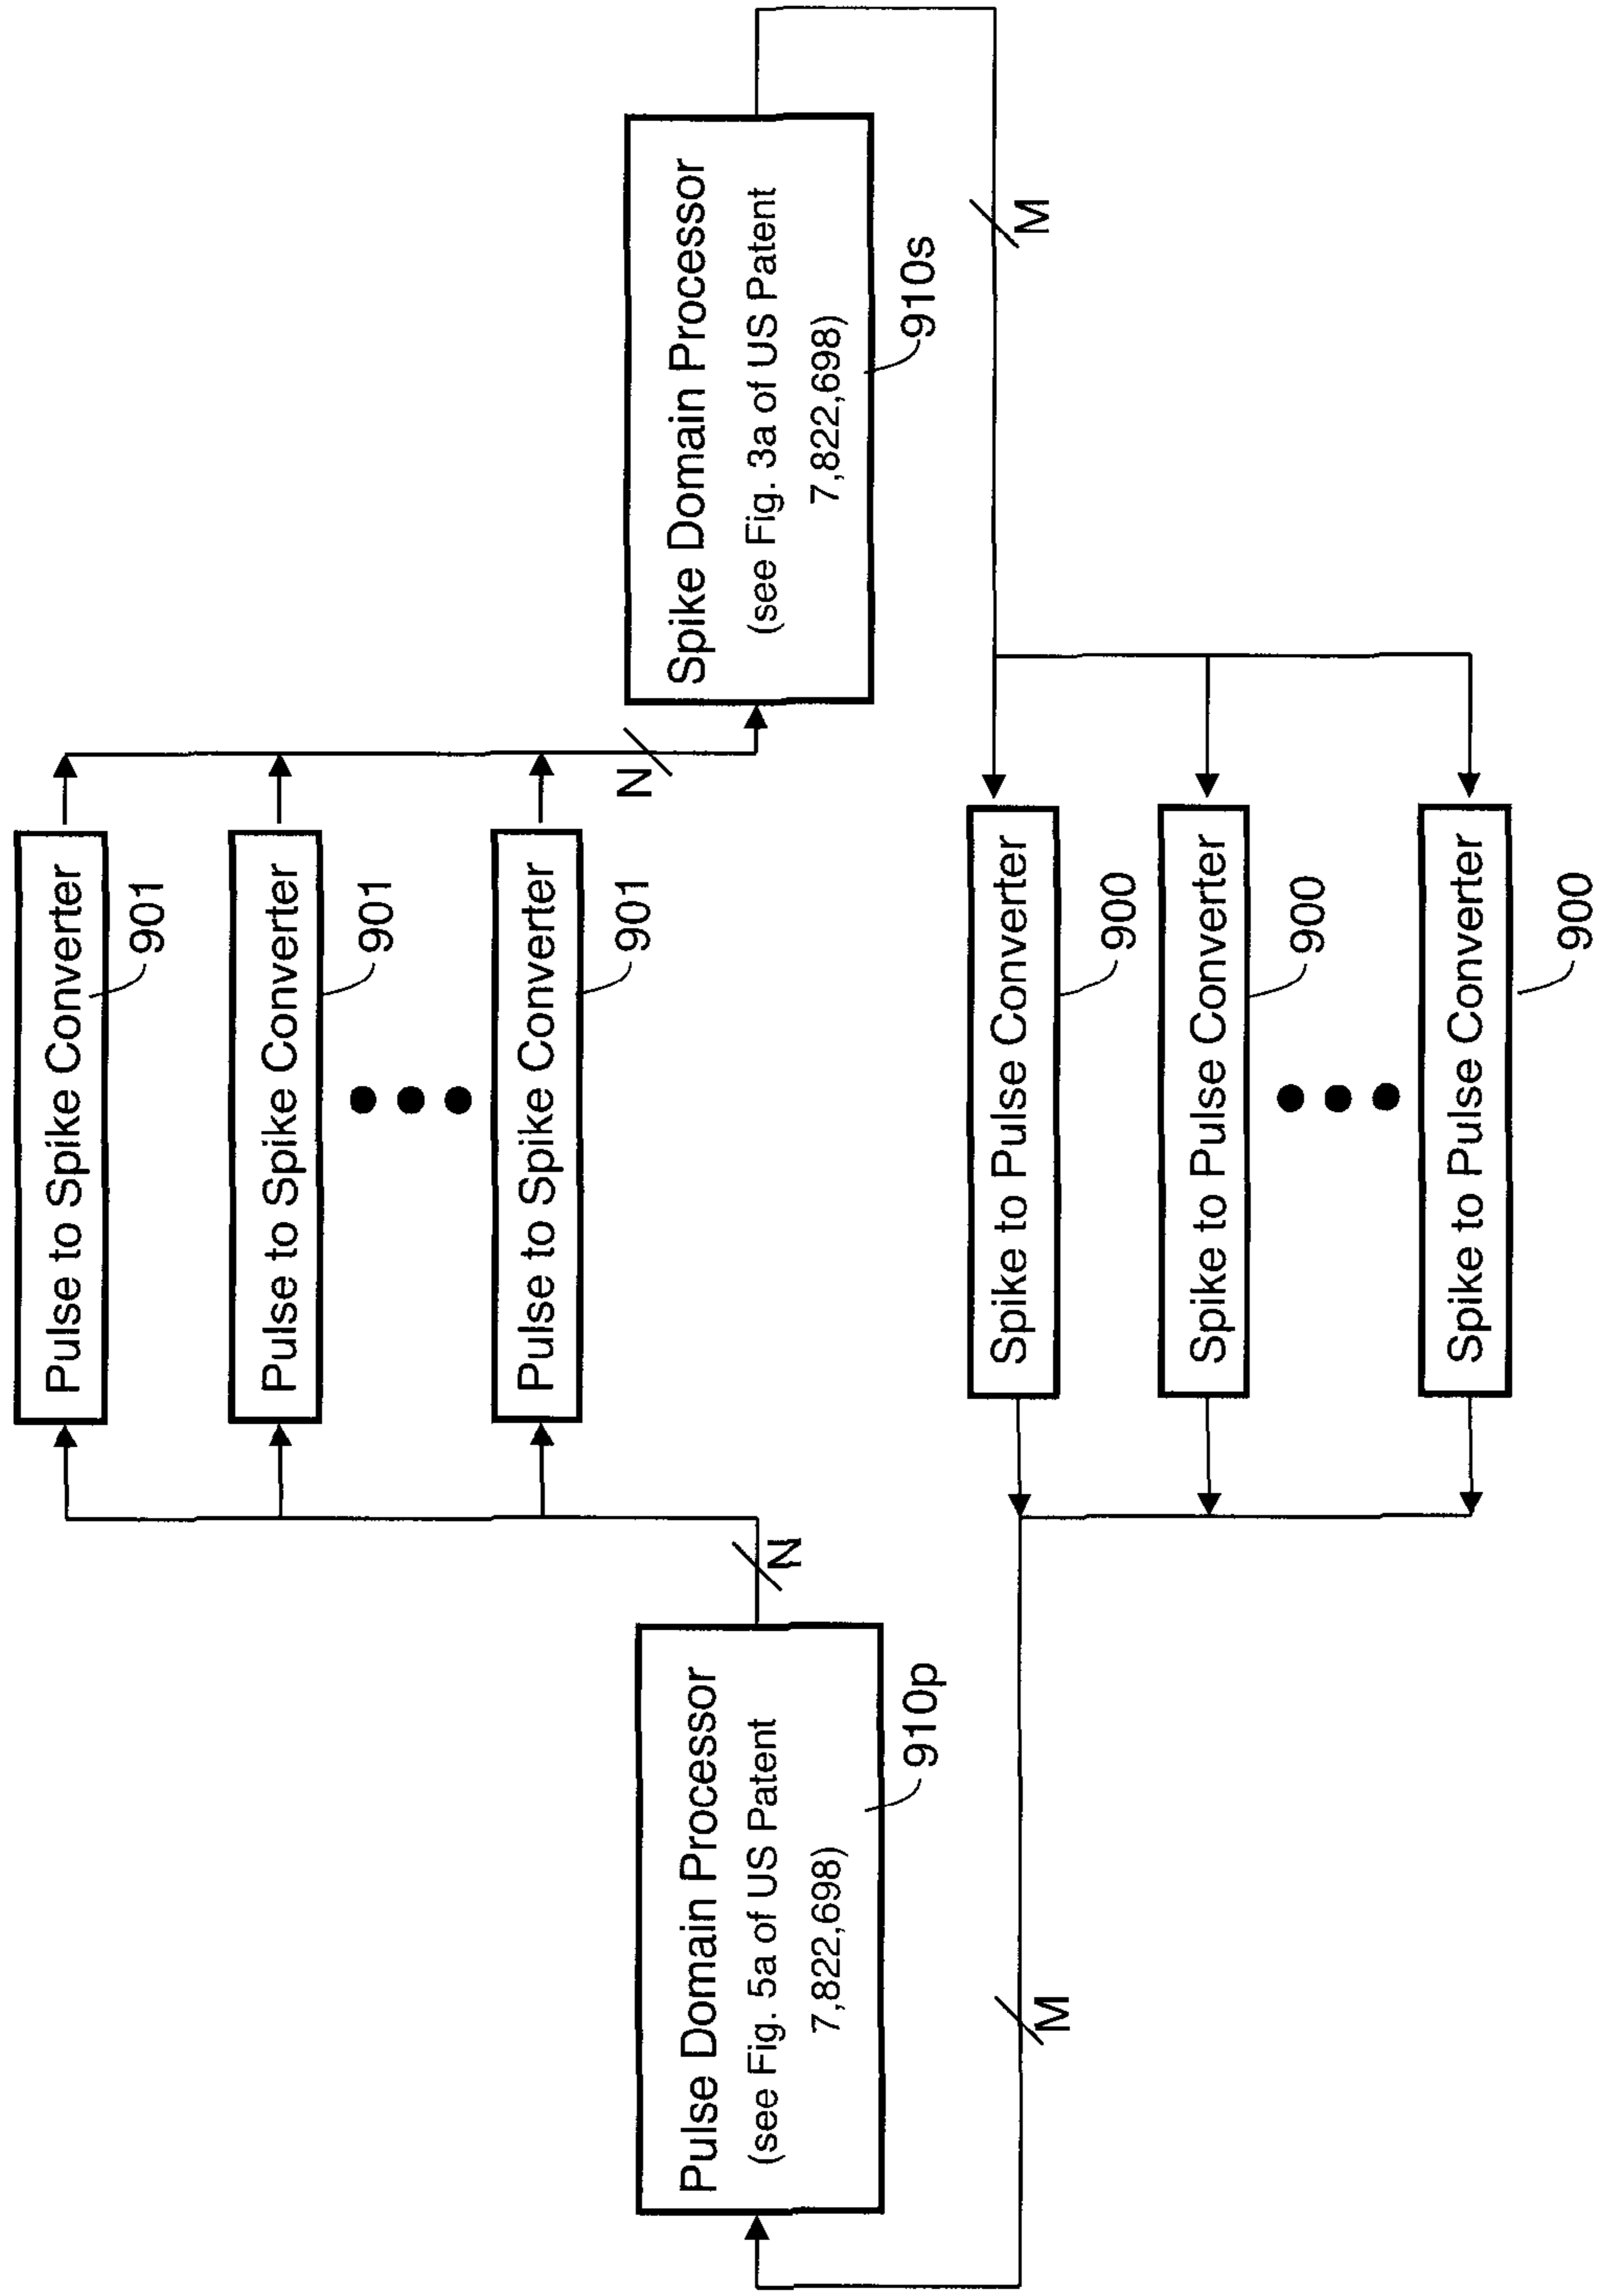 Pulse to Spike Converter
901
Pulse to Spike Converter
901
Pulse to Spike Converter
901
N
N
Pulse Domain Processor
(see Fig. 5a of US Patent
7,822,698)
910p
Spike Domain Processor
(see Fig. 3a of US Patent
7,822,698)
910s
M
M
Spike to Pulse Converter
900
Spike to Pulse Converter
900
Spike to Pulse Converter
900